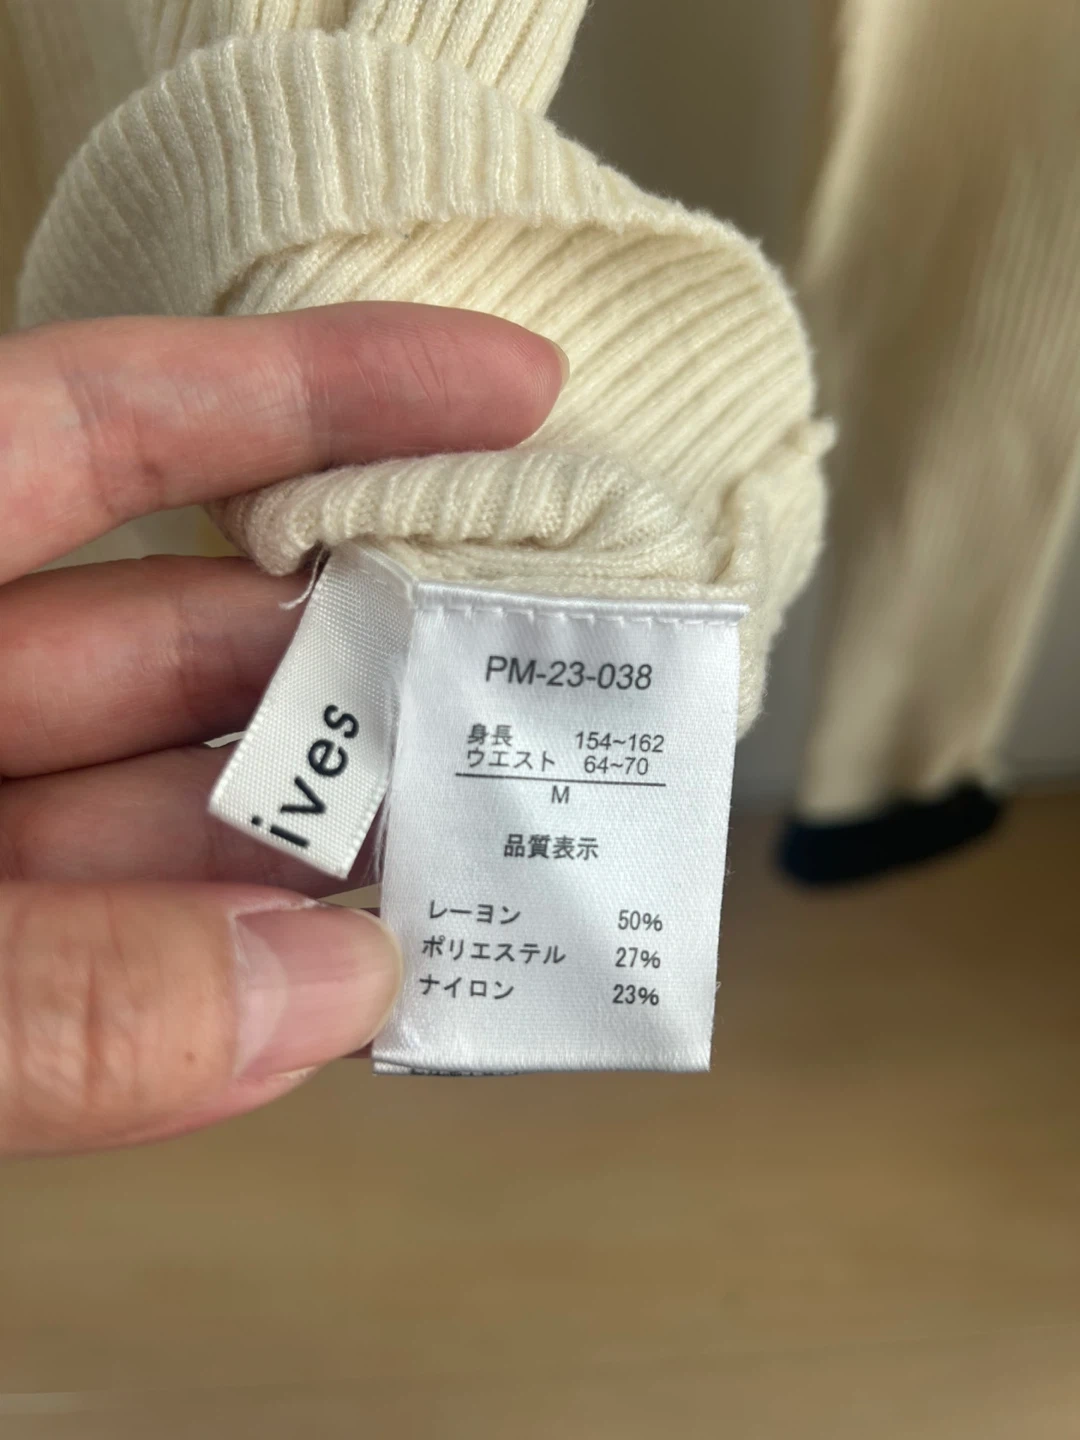 ives
PM-23-038
身長 154~162
ウエスト 64~70
M
品質表示
レーヨン 50%
ポリエステル 27%
ナイロン 23%